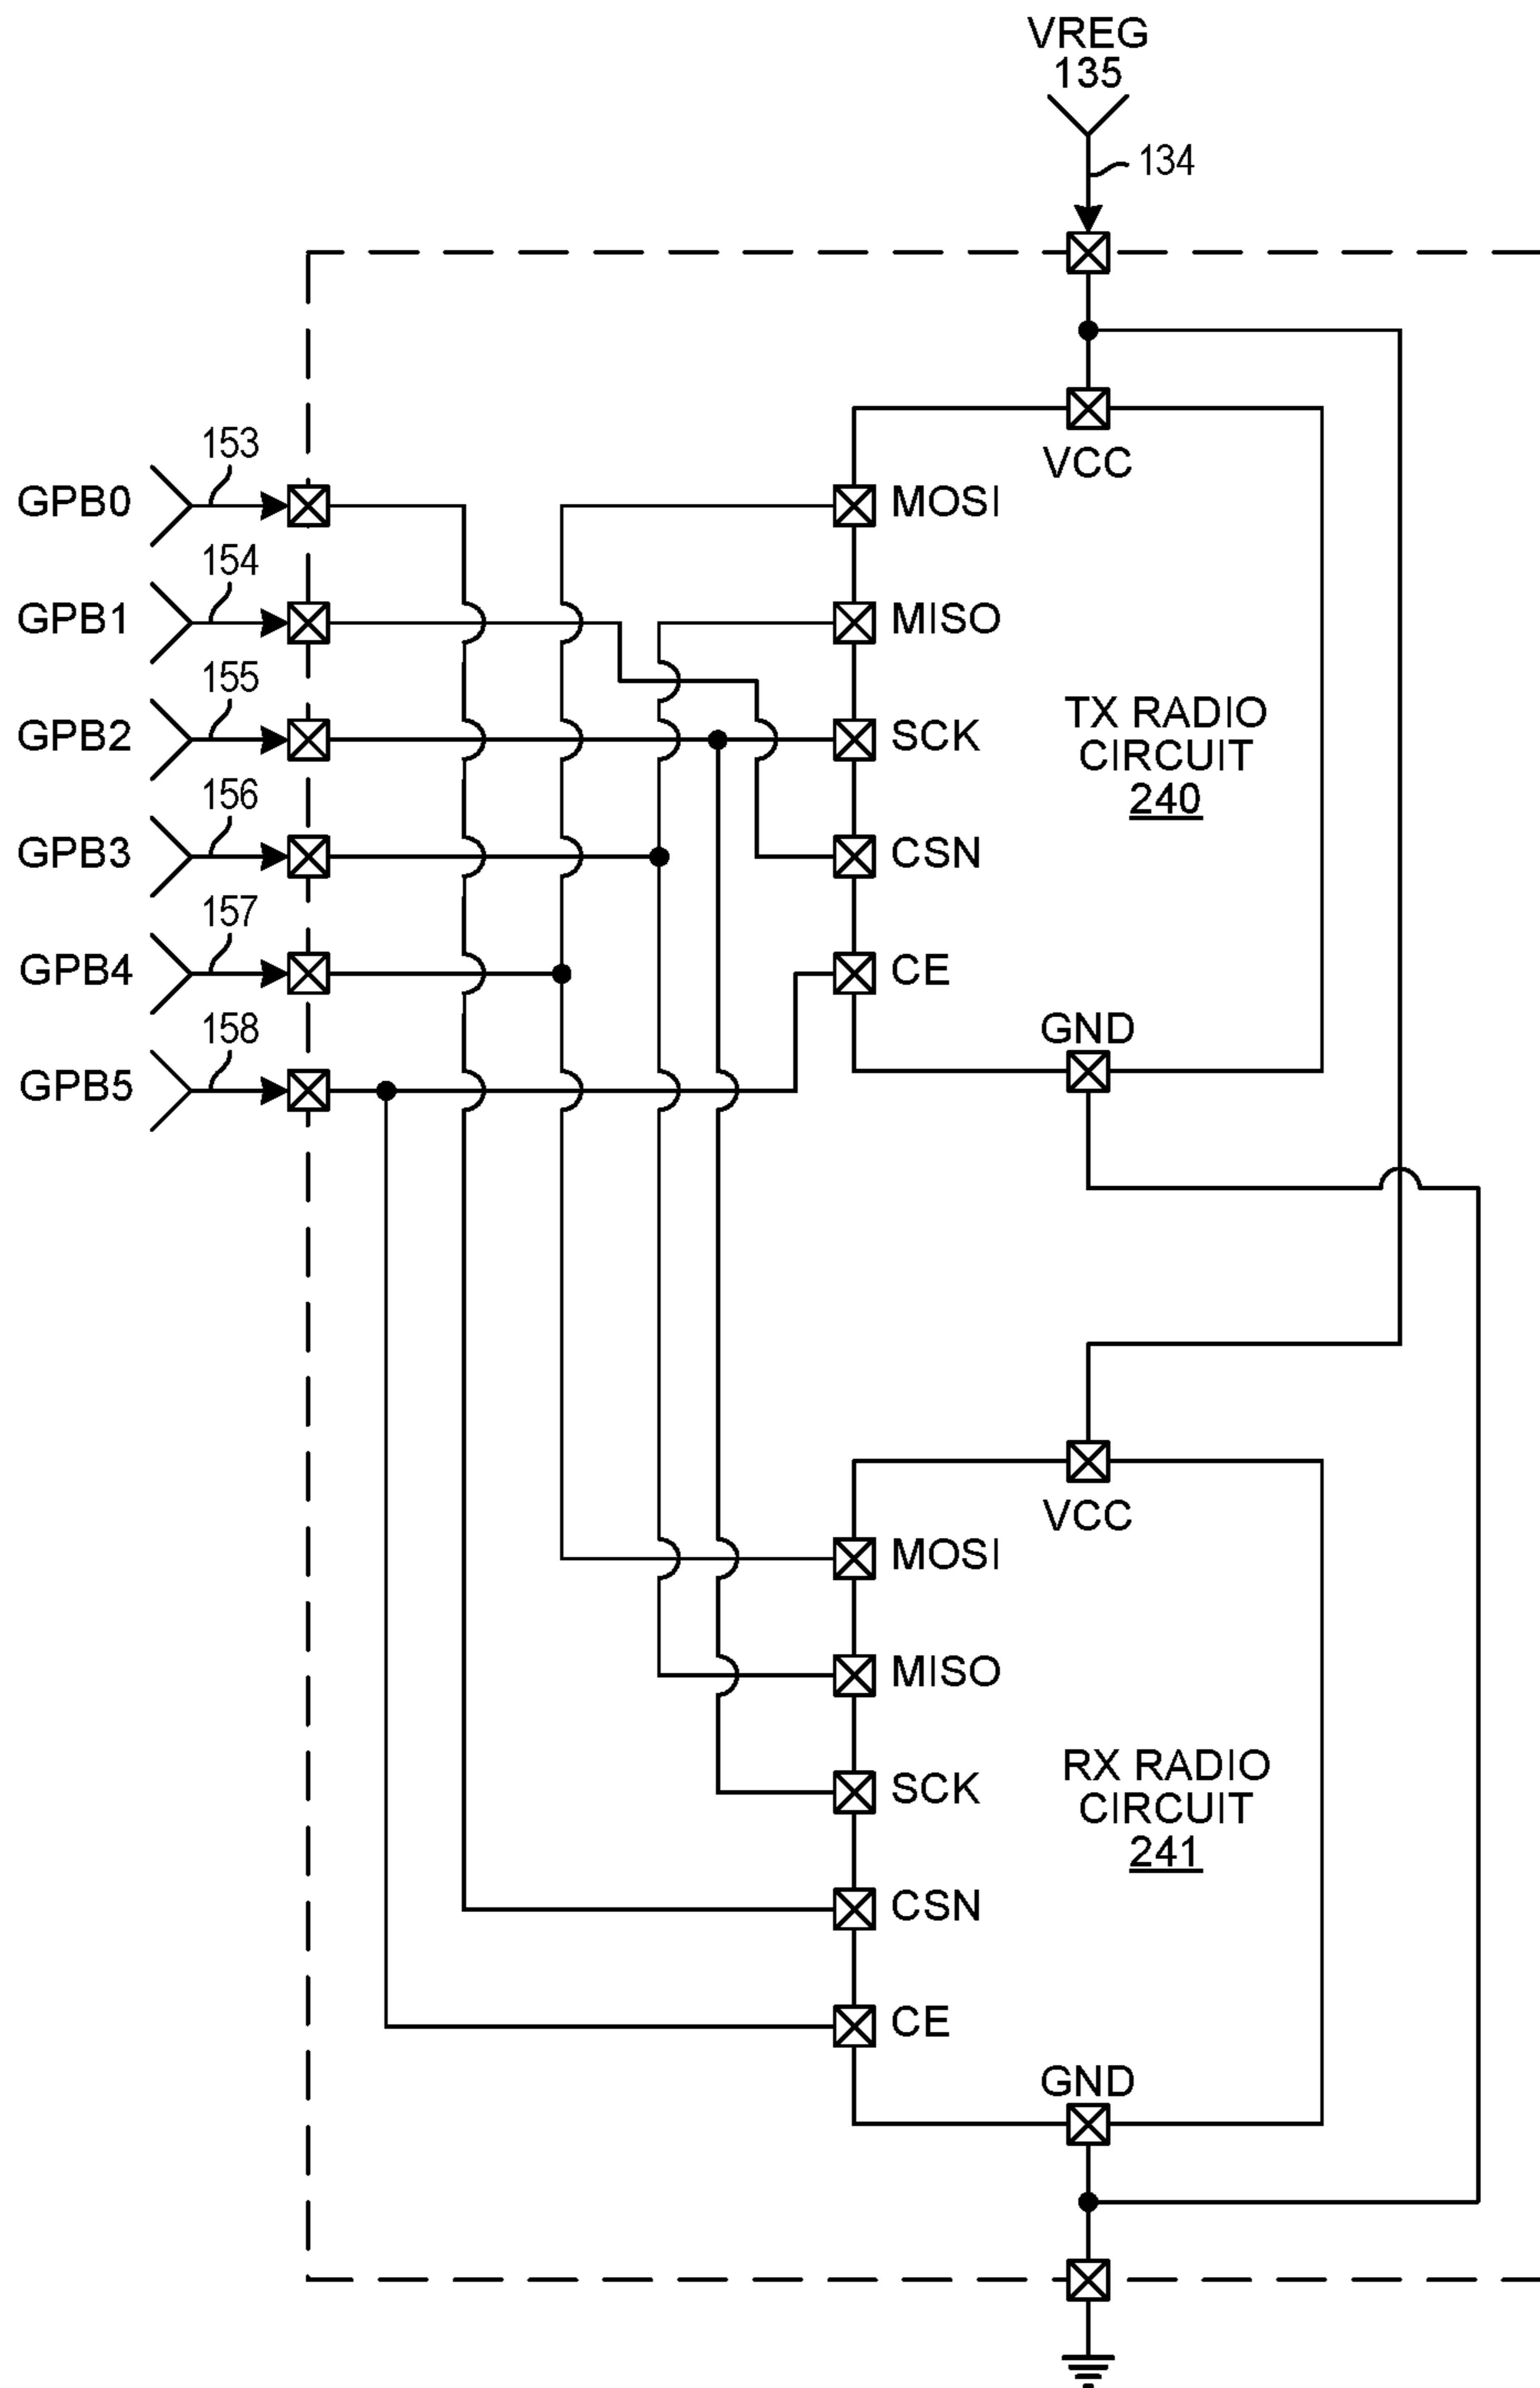 VREG
135
134
VCC
153
GPB0
MOSI
154
GPB1
MISO
155
GPB2
SCK
TX RADIO
CIRCUIT
240
156
GPB3
CSN
157
GPB4
CE
158
GPB5
GND
VCC
MOSI
MISO
SCK
RX RADIO
CIRCUIT
241
CSN
CE
GND